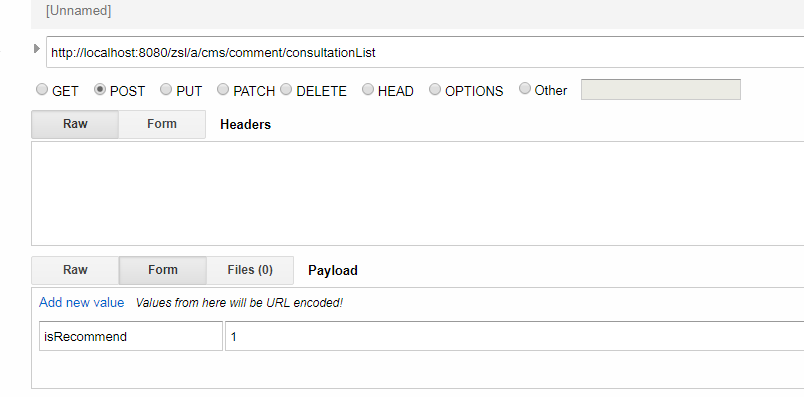 [Unnamed]
http://localhost:8080/zsl/a/cms/comment/consultationList
GET POST PUT PATCH DELETE HEAD OPTIONS Other
Raw Form Headers
Raw Form Files (0) Payload
Add new value Values from here will be URL encoded!
isRecommend 1